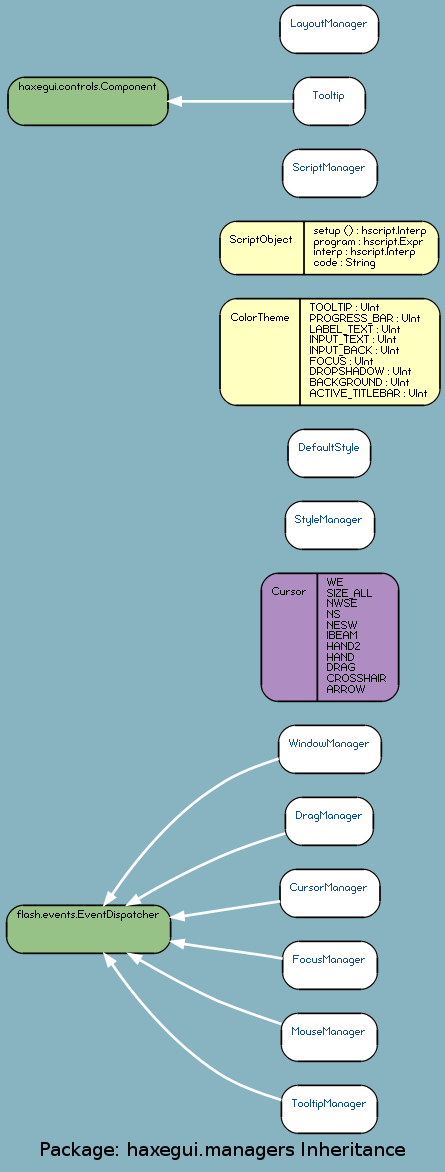 LayoutManager
haxegui.controls.Component
Tooltip
ScriptManager
ScriptObject
setup () : hscript.Interp
program : hscript.Expr
interp : hscript.Interp
code : String
ColorTheme
TOOLTIP : UInt
PROGRESS_BAR : UInt
LABEL_TEXT : UInt
INPUT_TEXT : UInt
INPUT_BACK : UInt
FOCUS : UInt
DROPSHADOW : UInt
BACKGROUND : UInt
ACTIVE_TITLEBAR : UInt
DefaultStyle
StyleManager
Cursor
WE
SIZE_ALL
NWSE
NS
NESW
IBEAM
HAND2
HAND
DRAG
CROSSHAIR
ARROW
WindowManager
DragManager
CursorManager
flash.events.EventDispatcher
FocusManager
MouseManager
TooltipManager
Package: haxegui.managers Inheritance